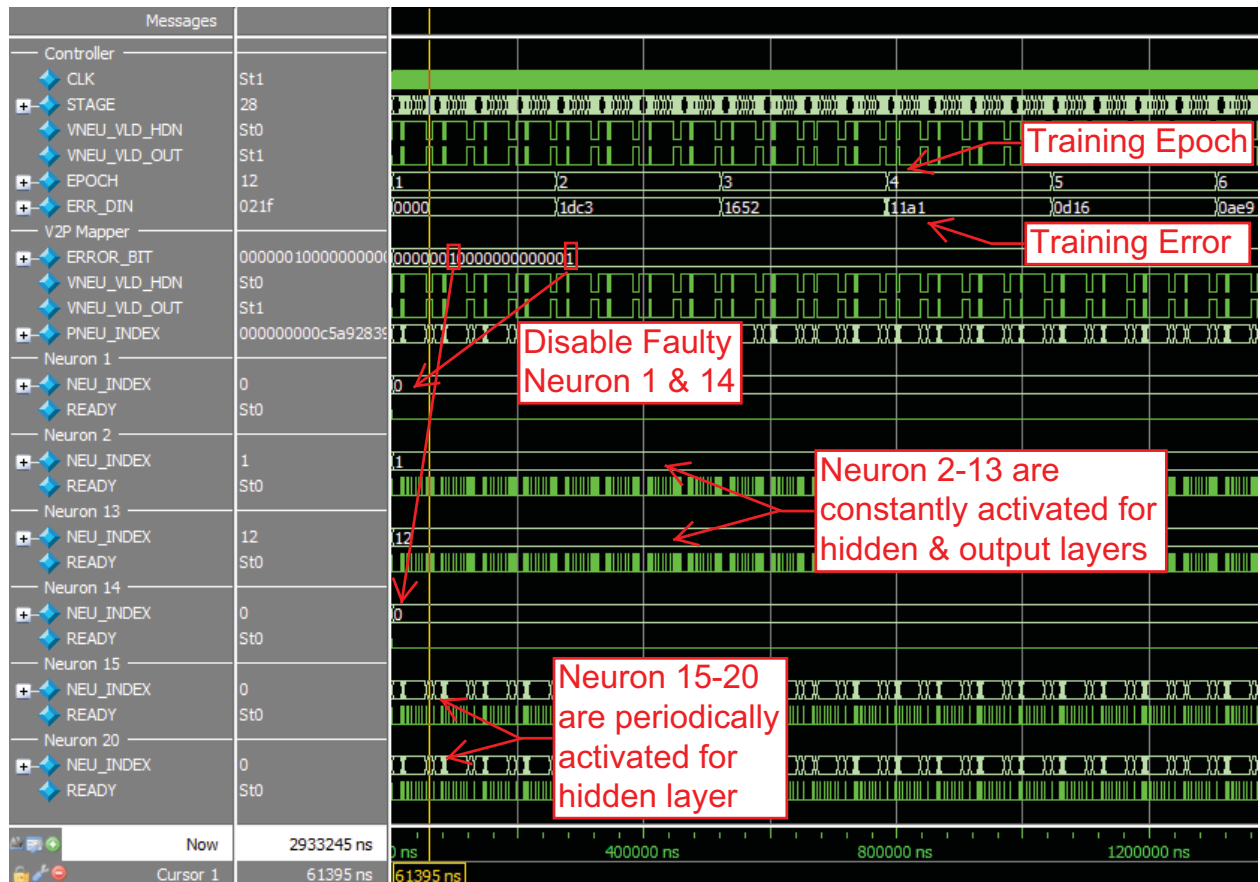 Messages
Controller
CLK St1
STAGE 28
VNEU_VLD_HDN St0
VNEU_VLD_OUT St1
EPOCH 12 1 2 3 4 5 6
ERR_DIN 021f 0000 1dc3 1652 11a1 0d16 0ae9
Training Epoch
Training Error
V2P Mapper
ERROR_BIT 0000001000000000 00000010000000000001
VNEU_VLD_HDN St0
VNEU_VLD_OUT St1
PNEU_INDEX 000000000c5a92839
Disable Faulty
Neuron 1 & 14
Neuron 1
NEU_INDEX 0 0
READY St0
Neuron 2
NEU_INDEX 1 1
READY St0
Neuron 2-13 are
constantly activated for
hidden & output layers
Neuron 13
NEU_INDEX 12 12
READY St0
Neuron 14
NEU_INDEX 0 0
READY St0
Neuron 15
NEU_INDEX 0
READY St0
Neuron 15-20
are periodically
activated for
hidden layer
Neuron 20
NEU_INDEX 0
READY St0
Now 2933245 ns ns 400000 ns 800000 ns 1200000 ns
Cursor 1 61395 ns 61395 ns